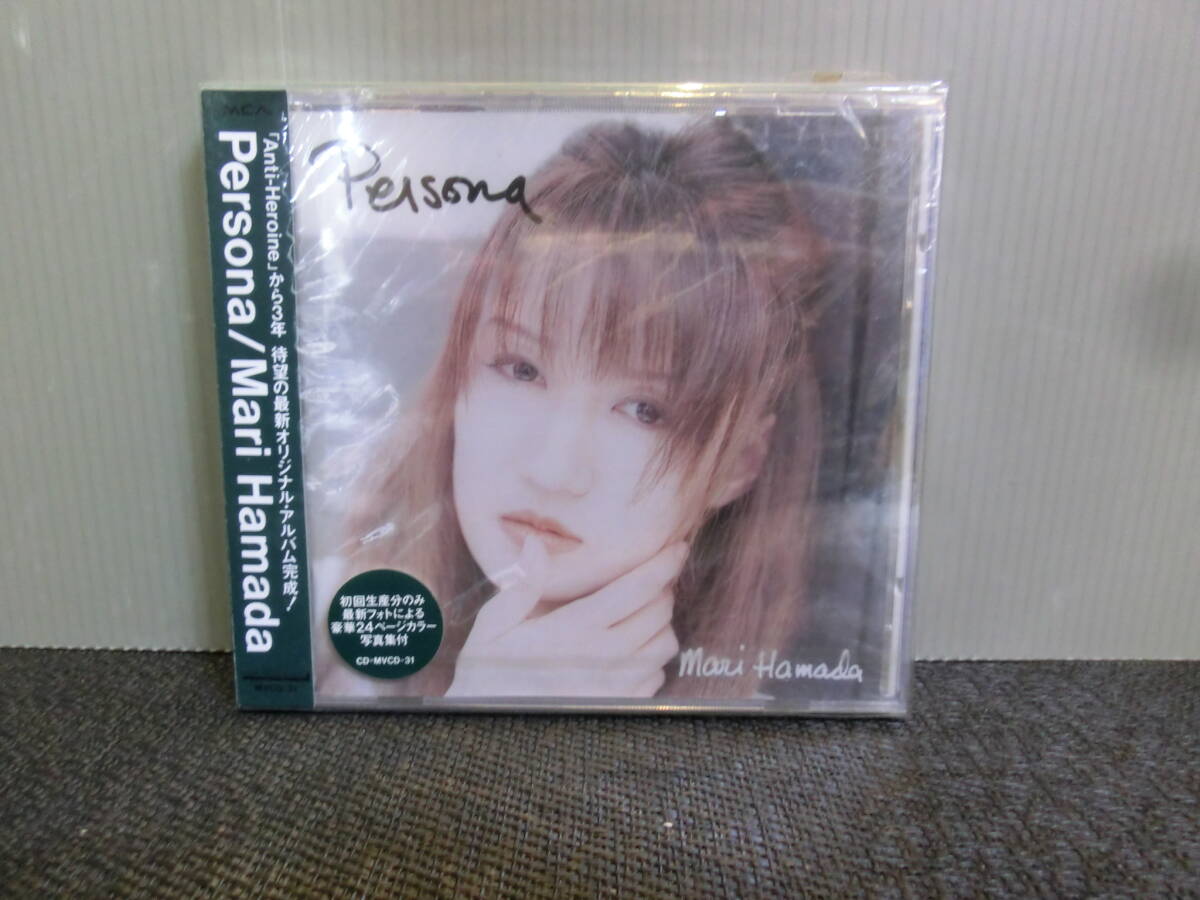 MCA
「Anti-Heroine」から3年 待望の最新オリジナル・アルバム完成!
Persona/Mari Hamada
MVCD-31
Persona
初回生産分のみ
最新フォトによる
豪華24ページカラー
写真集付
CD=MVCD-31
Mari Hamada